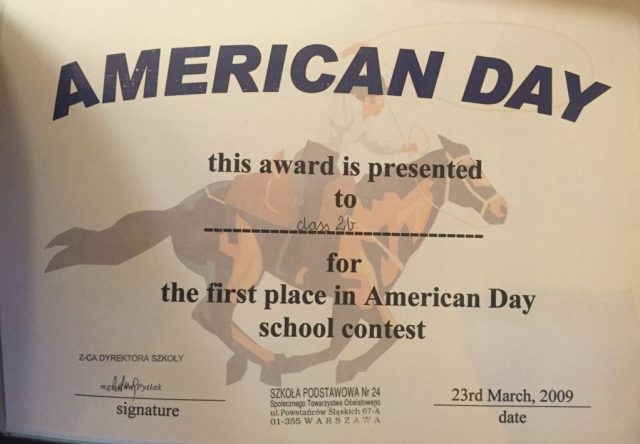 AMERICAN DAY
this award is presented
to
class 2b
for
the first place in American Day
school contest
Z-CA DYREKTORA SZKOŁY
mgr Pytlak
signature
SZKOŁA PODSTAWOWA Nr 24
Społecznego Towarzystwa Oświatowego
ul.Powstańców Śląskich 67-A
01-355 WARSZAWA
23rd March, 2009
date